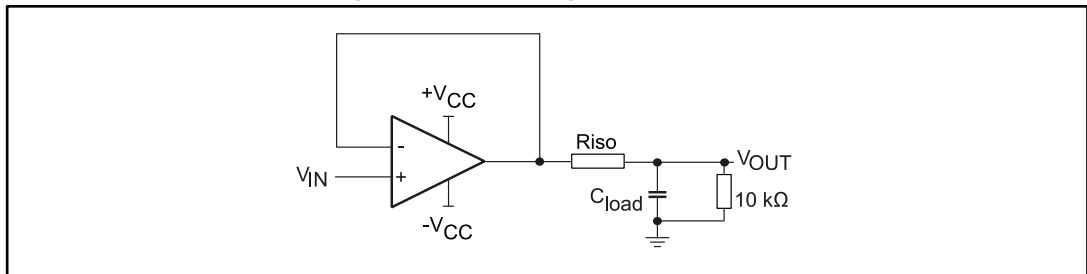 +VCC
-
VIN
+
-VCC
Riso
VOUT
Cload
10 kΩ